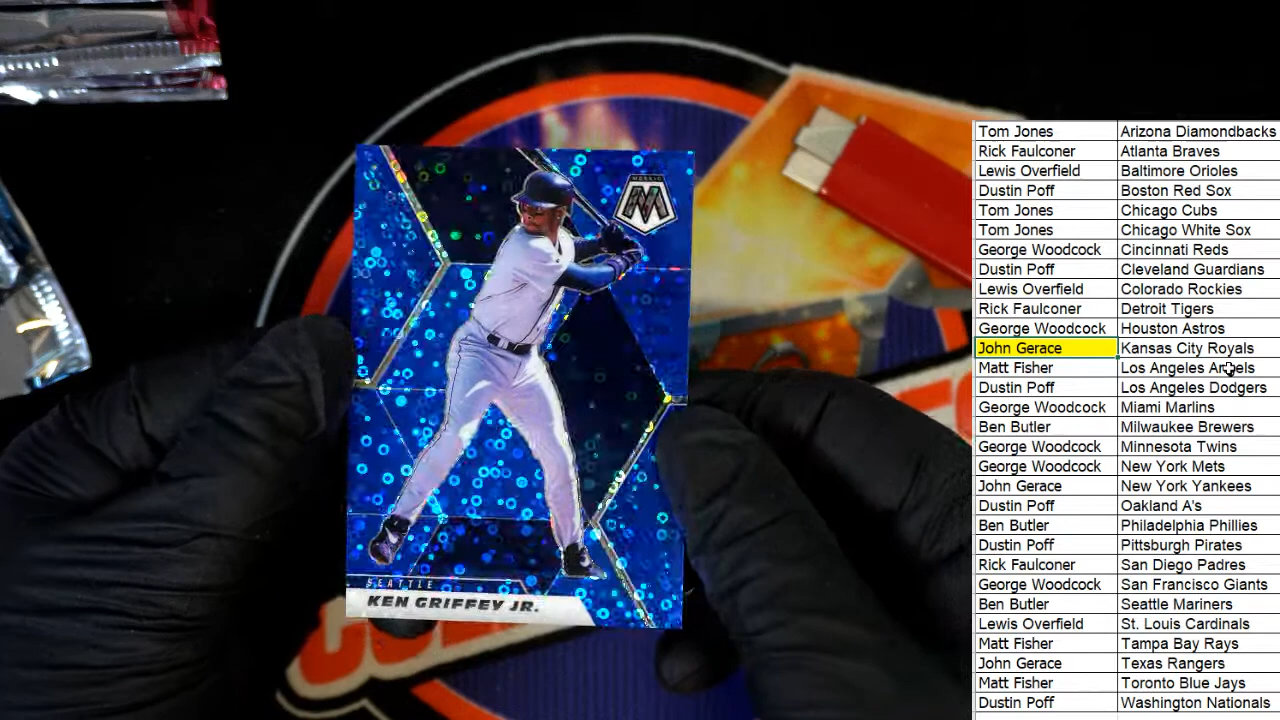 MOSAIC
M
SEATTLE
KEN GRIFFEY JR.
Tom Jones Arizona Diamondbacks
Rick Faulconer Atlanta Braves
Lewis Overfield Baltimore Orioles
Dustin Poff Boston Red Sox
Tom Jones Chicago Cubs
Tom Jones Chicago White Sox
George Woodcock Cincinnati Reds
Dustin Poff Cleveland Guardians
Lewis Overfield Colorado Rockies
Rick Faulconer Detroit Tigers
George Woodcock Houston Astros
John Gerace Kansas City Royals
Matt Fisher Los Angeles Angels
Dustin Poff Los Angeles Dodgers
George Woodcock Miami Marlins
Ben Butler Milwaukee Brewers
George Woodcock Minnesota Twins
George Woodcock New York Mets
John Gerace New York Yankees
Dustin Poff Oakland A's
Ben Butler Philadelphia Phillies
Dustin Poff Pittsburgh Pirates
Rick Faulconer San Diego Padres
George Woodcock San Francisco Giants
Ben Butler Seattle Mariners
Lewis Overfield St. Louis Cardinals
Matt Fisher Tampa Bay Rays
John Gerace Texas Rangers
Matt Fisher Toronto Blue Jays
Dustin Poff Washington Nationals